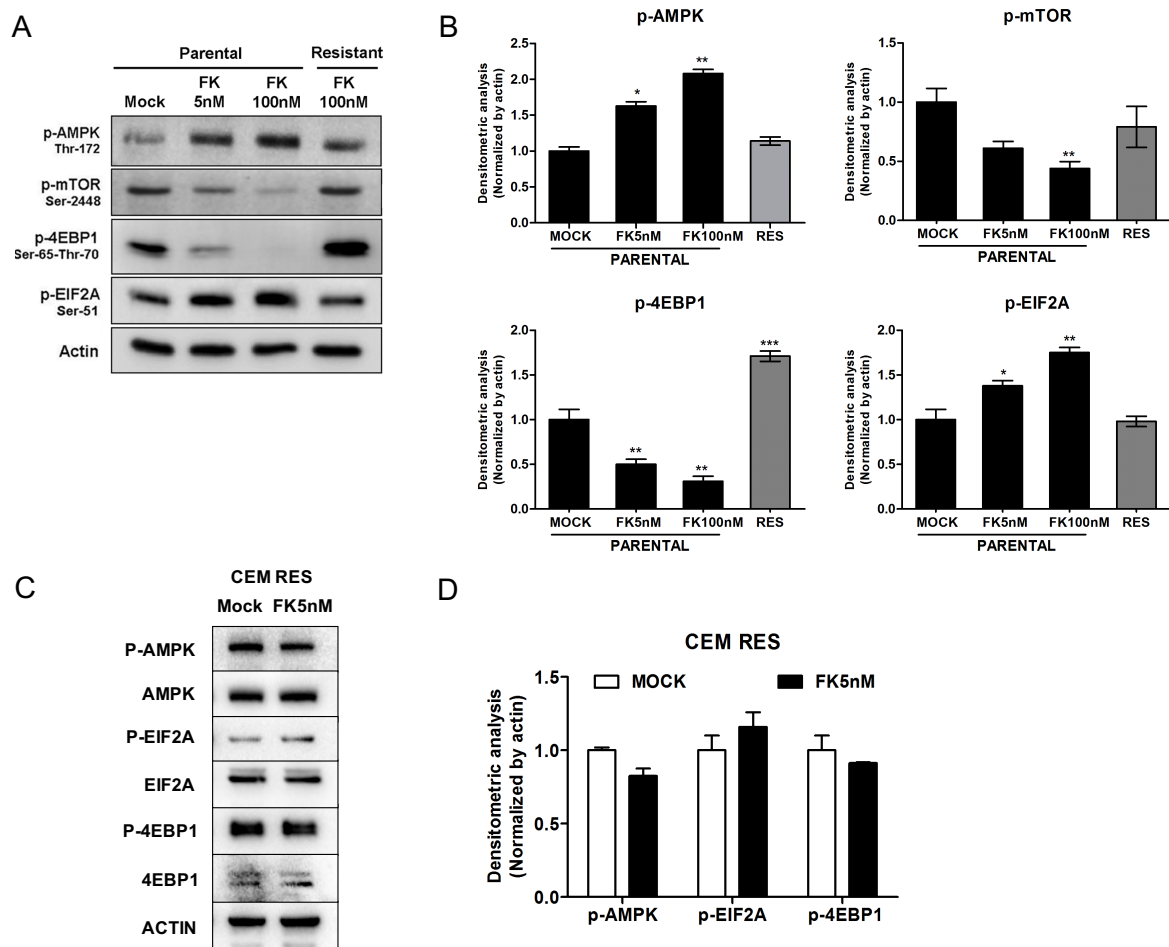 A
Parental Resistant
Mock FK 5nM FK 100nM FK 100nM
p-AMPK
Thr-172
p-mTOR
Ser-2448
p-4EBP1
Ser-65-Thr-70
p-EIF2A
Ser-51
Actin
B
p-AMPK
Densitometric analysis
(Normalized by actin)
2.5
2.0
1.5
1.0
0.5
0.0
*
**
MOCK FK5nM FK100nM RES
PARENTAL
p-mTOR
Densitometric analysis
(Normalized by actin)
1.5
1.0
0.5
0.0
**
MOCK FK5nM FK100nM RES
PARENTAL
p-4EBP1
Densitometric analysis
(Normalized by actin)
2.0
1.5
1.0
0.5
0.0
**
**
***
MOCK FK5nM FK100nM RES
PARENTAL
p-EIF2A
Densitometric analysis
(Normalized by actin)
2.0
1.5
1.0
0.5
0.0
*
**
MOCK FK5nM FK100nM RES
PARENTAL
C
CEM RES
Mock FK5nM
P-AMPK
AMPK
P-EIF2A
EIF2A
P-4EBP1
4EBP1
ACTIN
D
CEM RES
MOCK FK5nM
Densitometric analysis
(Normalized by actin)
1.5
1.0
0.5
0.0
p-AMPK p-EIF2A p-4EBP1